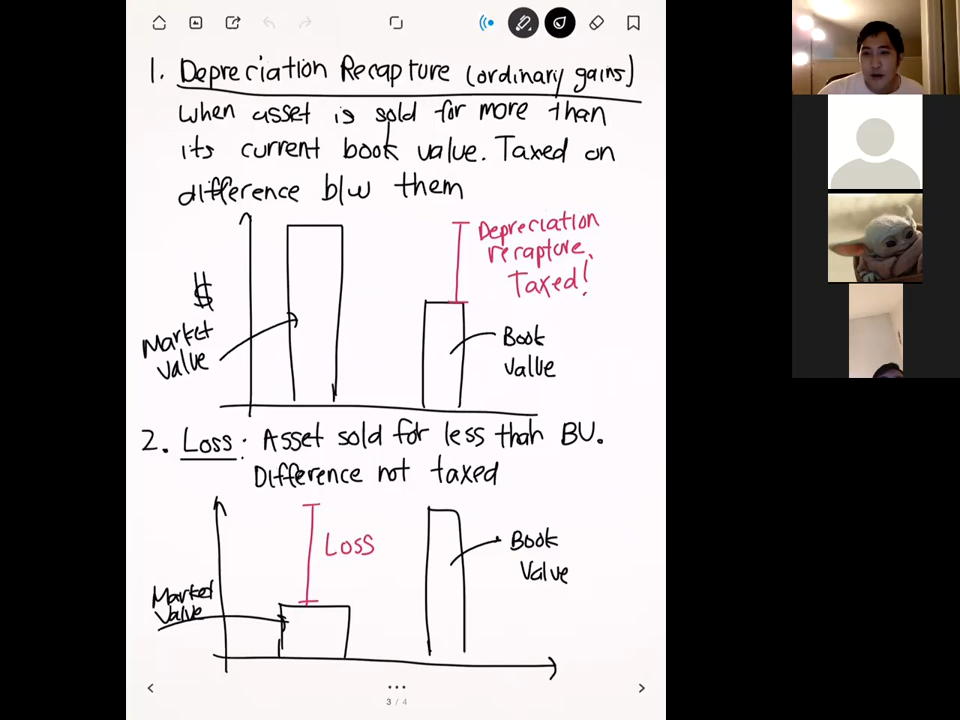 1. Depreciation Recapture (ordinary gains)
When asset is sold for more than
its current book value. Taxed on
difference b/w them
$
Market
value
Depreciation
recapture.
Taxed!
Book
Value
2. Loss: Asset sold for less than BV.
Difference not taxed
Loss
Market
Value
Book
Value
3 / 4